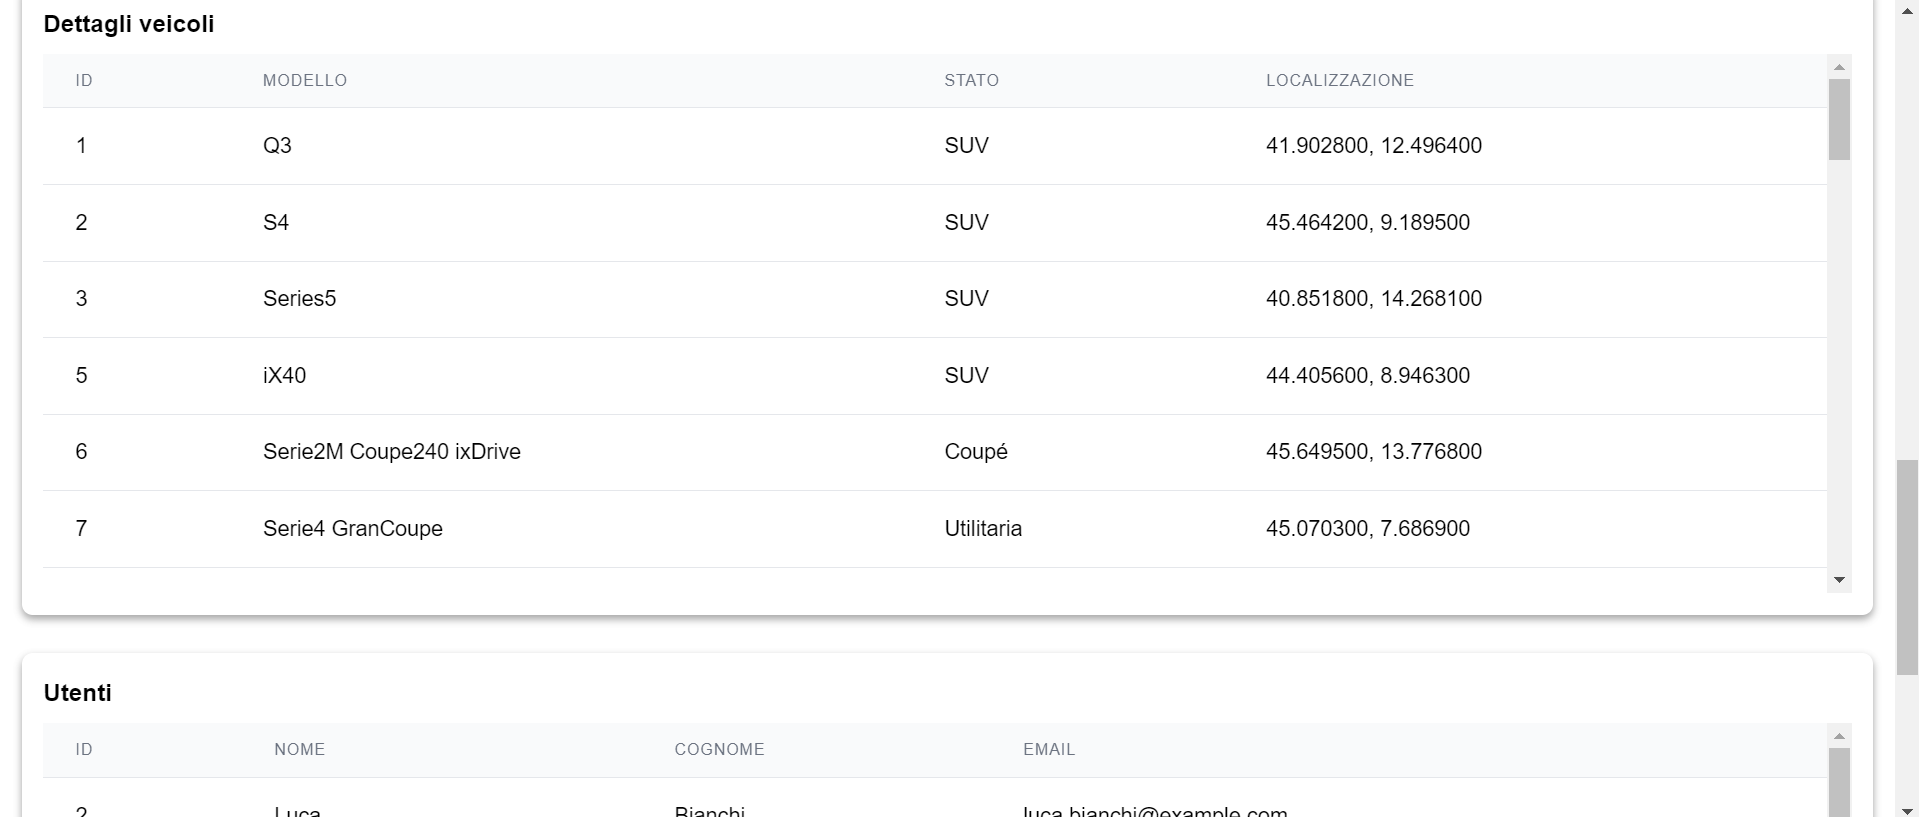 Dettagli veicoli
ID MODELLO STATO LOCALIZZAZIONE
1 Q3 SUV 41.902800, 12.496400
2 S4 SUV 45.464200, 9.189500
3 Series5 SUV 40.851800, 14.268100
5 iX40 SUV 44.405600, 8.946300
6 Serie2M Coupe240 ixDrive Coupé 45.649500, 13.776800
7 Serie4 GranCoupe Utilitaria 45.070300, 7.686900
Utenti
ID NOME COGNOME EMAIL
2 Luca Bianchi luca.bianchi@example.com